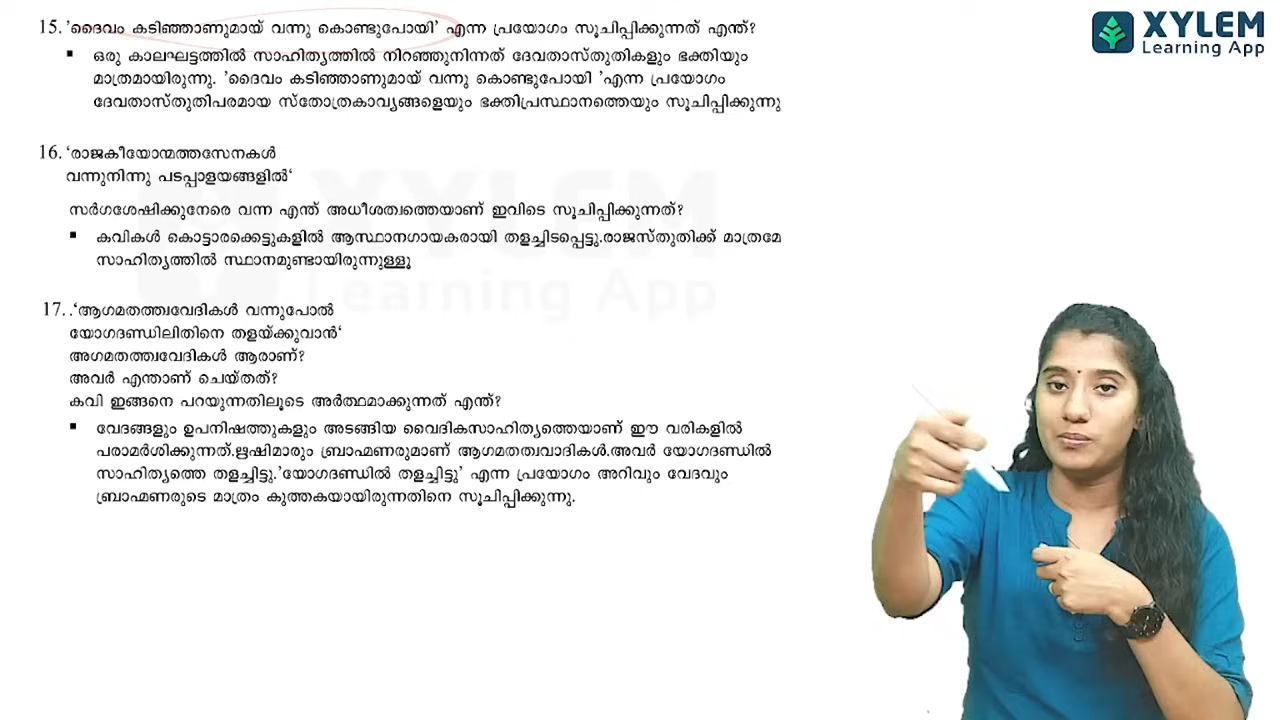 15. 'ദൈവം കടിഞ്ഞാണുമായ് വന്നു കൊണ്ടുപോയി' എന്ന പ്രയോഗം സൂചിപ്പിക്കുന്നത് എന്ത്?
▪ ഒരു കാലഘട്ടത്തിൽ സാഹിത്യത്തിൽ നിറഞ്ഞുനിന്നത് ദേവതാസ്തുതികളും ഭക്തിയും
മാത്രമായിരുന്നു. 'ദൈവം കടിഞ്ഞാണുമായ് വന്നു കൊണ്ടുപോയി 'എന്ന പ്രയോഗം
ദേവതാസ്തുതിപരമായ സ്തോത്രകാവ്യങ്ങളെയും ഭക്തിപ്രസ്ഥാനത്തെയും സൂചിപ്പിക്കുന്നു
16. 'രാജകീയോന്മത്തസേനകൾ
വന്നുനിന്നു പടപ്പാളയങ്ങളിൽ'
സർഗശേഷിക്കുനേരെ വന്ന എന്ത് അധീശത്വത്തെയാണ് ഇവിടെ സൂചിപ്പിക്കുന്നത്?
▪ കവികൾ കൊട്ടാരക്കെട്ടുകളിൽ ആസ്ഥാനഗായകരായി തളച്ചിടപ്പെട്ടു.രാജസ്തുതിക്ക് മാത്രമേ
സാഹിത്യത്തിൽ സ്ഥാനമുണ്ടായിരുന്നുള്ളൂ
17. .'ആഗമതത്ത്വവേദികൾ വന്നുപോൽ
യോഗദണ്ഡിലിതിനെ തളയ്ക്കുവാൻ'
അഗമതത്ത്വവേദികൾ ആരാണ്?
അവർ എന്താണ് ചെയ്തത്?
കവി ഇങ്ങനെ പറയുന്നതിലൂടെ അർത്ഥമാക്കുന്നത് എന്ത്?
▪ വേദങ്ങളും ഉപനിഷത്തുകളും അടങ്ങിയ വൈദികസാഹിത്യത്തെയാണ് ഈ വരികളിൽ
പരാമർശിക്കുന്നത്.ഋഷിമാരും ബ്രാഹ്മണരുമാണ് ആഗമതത്വവാദികൾ.അവർ യോഗദണ്ഡിൽ
സാഹിത്യത്തെ തളച്ചിട്ടു.'യോഗദണ്ഡിൽ തളച്ചിട്ടു' എന്ന പ്രയോഗം അറിവും വേദവും
ബ്രാഹ്മണരുടെ മാത്രം കുത്തകയായിരുന്നതിനെ സൂചിപ്പിക്കുന്നു.
XYLEM
Learning App
XYLEM
Learning App